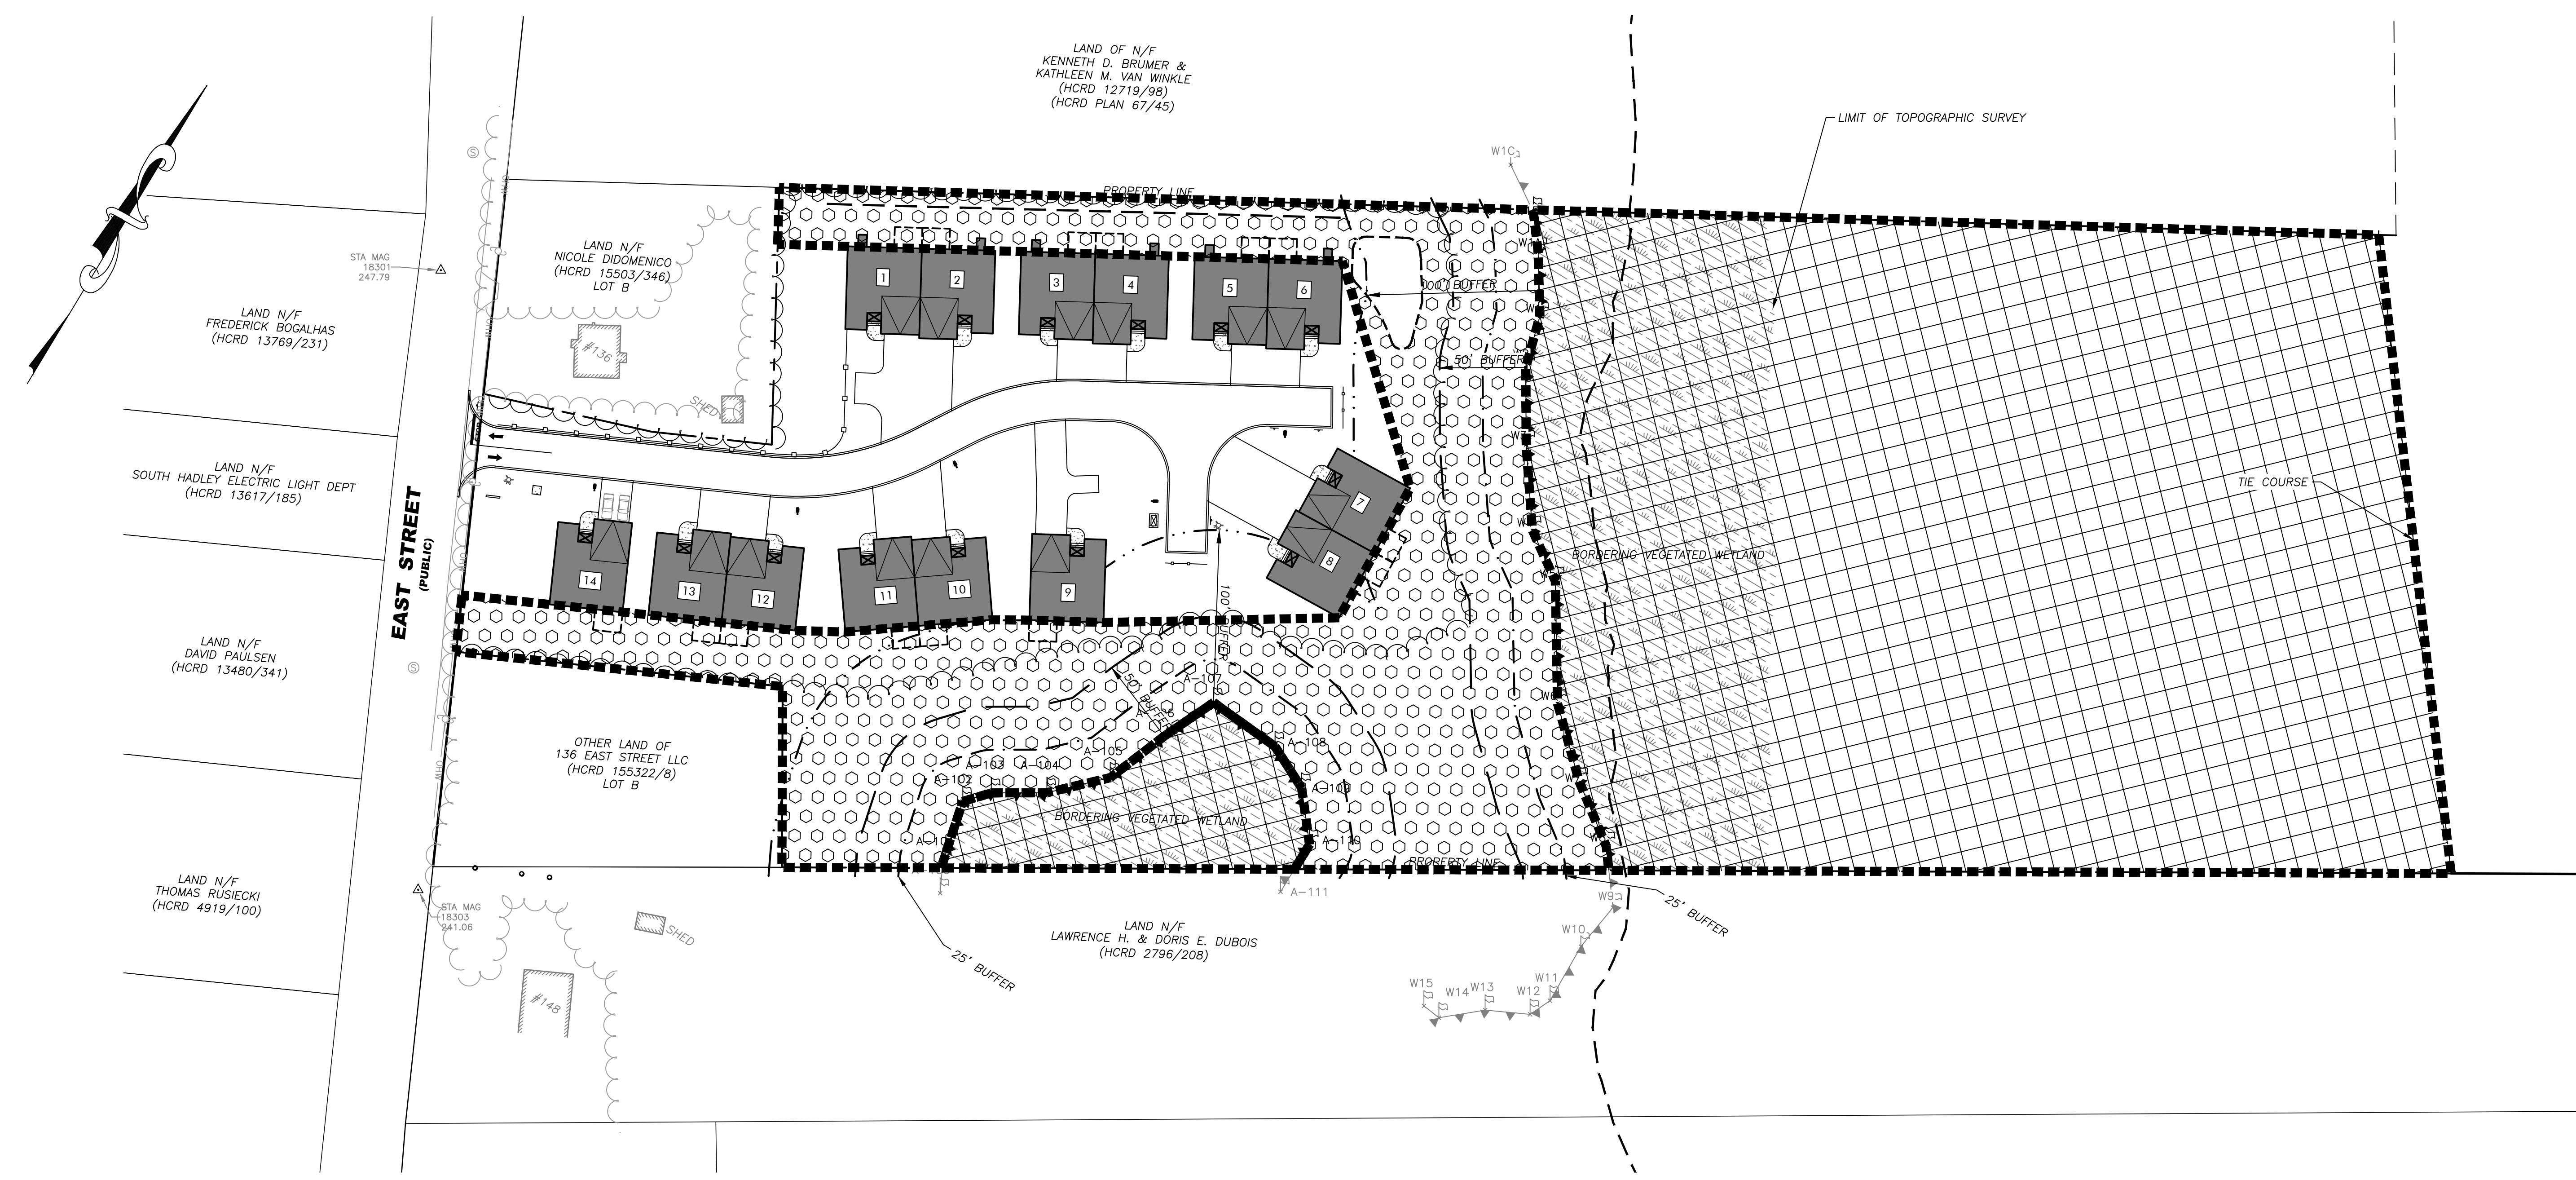 LAND OF N/F
KENNETH D. BRUMER &
KATHLEEN M. VAN WINKLE
(HCRD 12719/98)
(HCRD PLAN 67/45)
LIMIT OF TOPOGRAPHIC SURVEY
W1C
PROPERTY LINE
LAND N/F
NICOLE DIDOMENICO
(HCRD 15503/346)
LOT B
STA MAG
18301
247.79
1
2
3
4
5
6
100' BUFFER
LAND N/F
FREDERICK BOGALHAS
(HCRD 13769/231)
#136
SHED
50' BUFFER
STOP
LAND N/F
SOUTH HADLEY ELECTRIC LIGHT DEPT
(HCRD 13617/185)
TIE COURSE
EAST STREET
(PUBLIC)
7
8
BORDERING VEGETATED WETLAND
14
13
12
11
10
9
100' BUFFER
LAND N/F
DAVID PAULSEN
(HCRD 13480/341)
A-107
50' BUFFER
A-105
A-108
OTHER LAND OF
136 EAST STREET LLC
(HCRD 155322/8)
LOT B
A-103
A-104
A-102
A-109
BORDERING VEGETATED WETLAND
A-110
PROPERTY LINE
LAND N/F
THOMAS RUSIECKI
(HCRD 4919/100)
STA MAG
18303
241.06
A-111
SHED
LAND N/F
LAWRENCE H. & DORIS E. DUBOIS
(HCRD 2796/208)
25' BUFFER
25' BUFFER
W9
W10
W11
W12
W13
W14
W15
#148